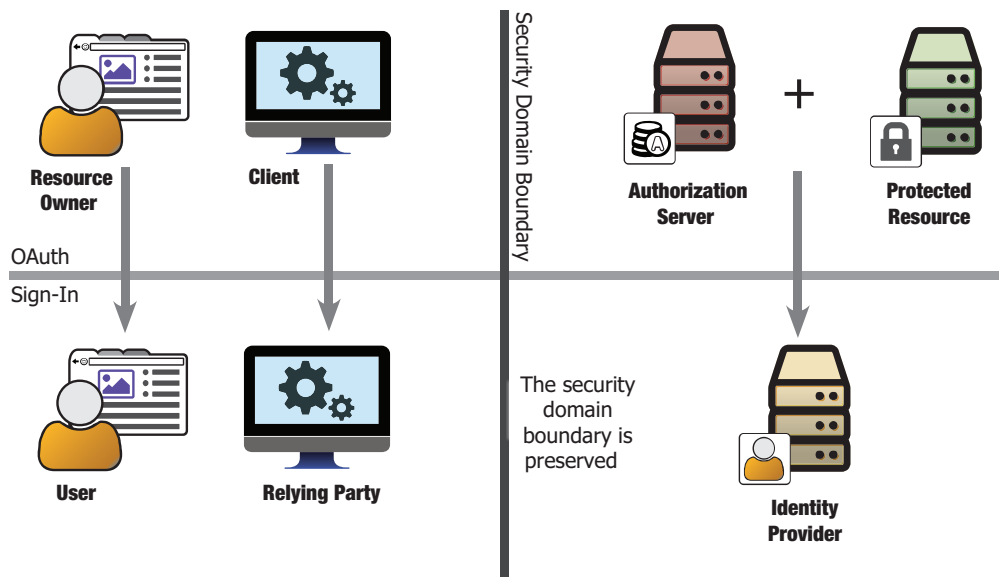 Resource
Owner
Client
Security Domain Boundary
Authorization
Server
+
Protected
Resource
A
OAuth
Sign-In
The security
domain
boundary is
preserved
User
Relying Party
Identity
Provider